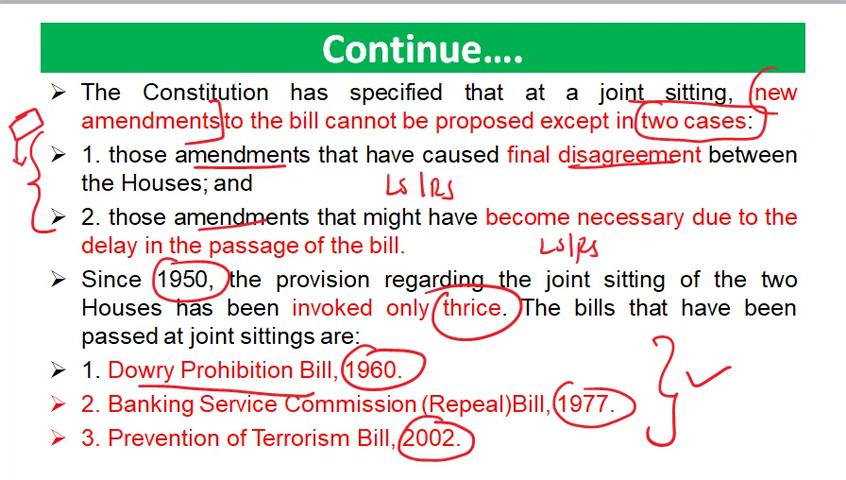 Continue....
➢ The Constitution has specified that at a joint sitting, new
amendments to the bill cannot be proposed except in two cases:
➢ 1. those amendments that have caused final disagreement between
the Houses; and
LS/RS
➢ 2. those amendments that might have become necessary due to the
delay in the passage of the bill.
LS/RS
➢ Since 1950, the provision regarding the joint sitting of the two
Houses has been invoked only thrice. The bills that have been
passed at joint sittings are:
➢ 1. Dowry Prohibition Bill, 1960.
➢ 2. Banking Service Commission (Repeal)Bill, 1977.
➢ 3. Prevention of Terrorism Bill, 2002.